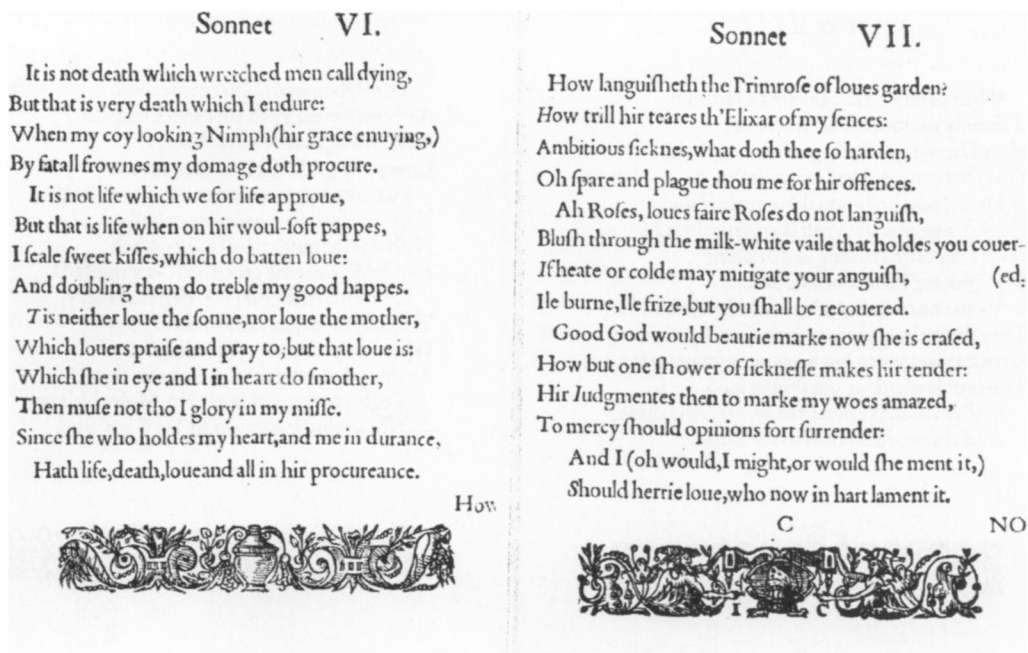 Sonnet VI.
It is not death which wretched men call dying,
But that is very death which I endure:
When my coy looking Nimph (hir grace enuying,)
By fatall frownes my domage doth procure.
It is not life which we for life approue,
But that is life when on hir woul-soft pappes,
I ſeale ſweet kiſſes, which do batten loue:
And doubling them do treble my good happes.
Tis neither loue the ſonne, nor loue the mother,
Which louers praiſe and pray to; but that loue is:
Which ſhe in eye and I in heart do ſmother,
Then muſe not tho I glory in my miſſe.
Since ſhe who holdes my heart, and me in durance,
Hath life, death, loue and all in hir procureance.
How
Sonnet VII.
How languiſheth the Primroſe of loues garden?
How trill hir teares th'Elixar of my ſences:
Ambitious ſicknes, what doth thee ſo harden,
Oh ſpare and plague thou me for hir offences.
Ah Roſes, loues faire Roſes do not languiſh,
Bluſh through the milk-white vaile that holdes you couer-
If heate or colde may mitigate your anguiſh, (ed.
Ile burne, Ile frize, but you ſhall be recouered.
Good God would beautie marke now ſhe is craſed,
How but one ſhower of ſickneſſe makes hir tender:
Hir Judgmentes then to marke my woes amazed,
To mercy ſhould opinions fort ſurrender:
And I (oh would, I might, or would ſhe ment it,)
Should herrie loue, who now in hart lament it.
C
NO
I C